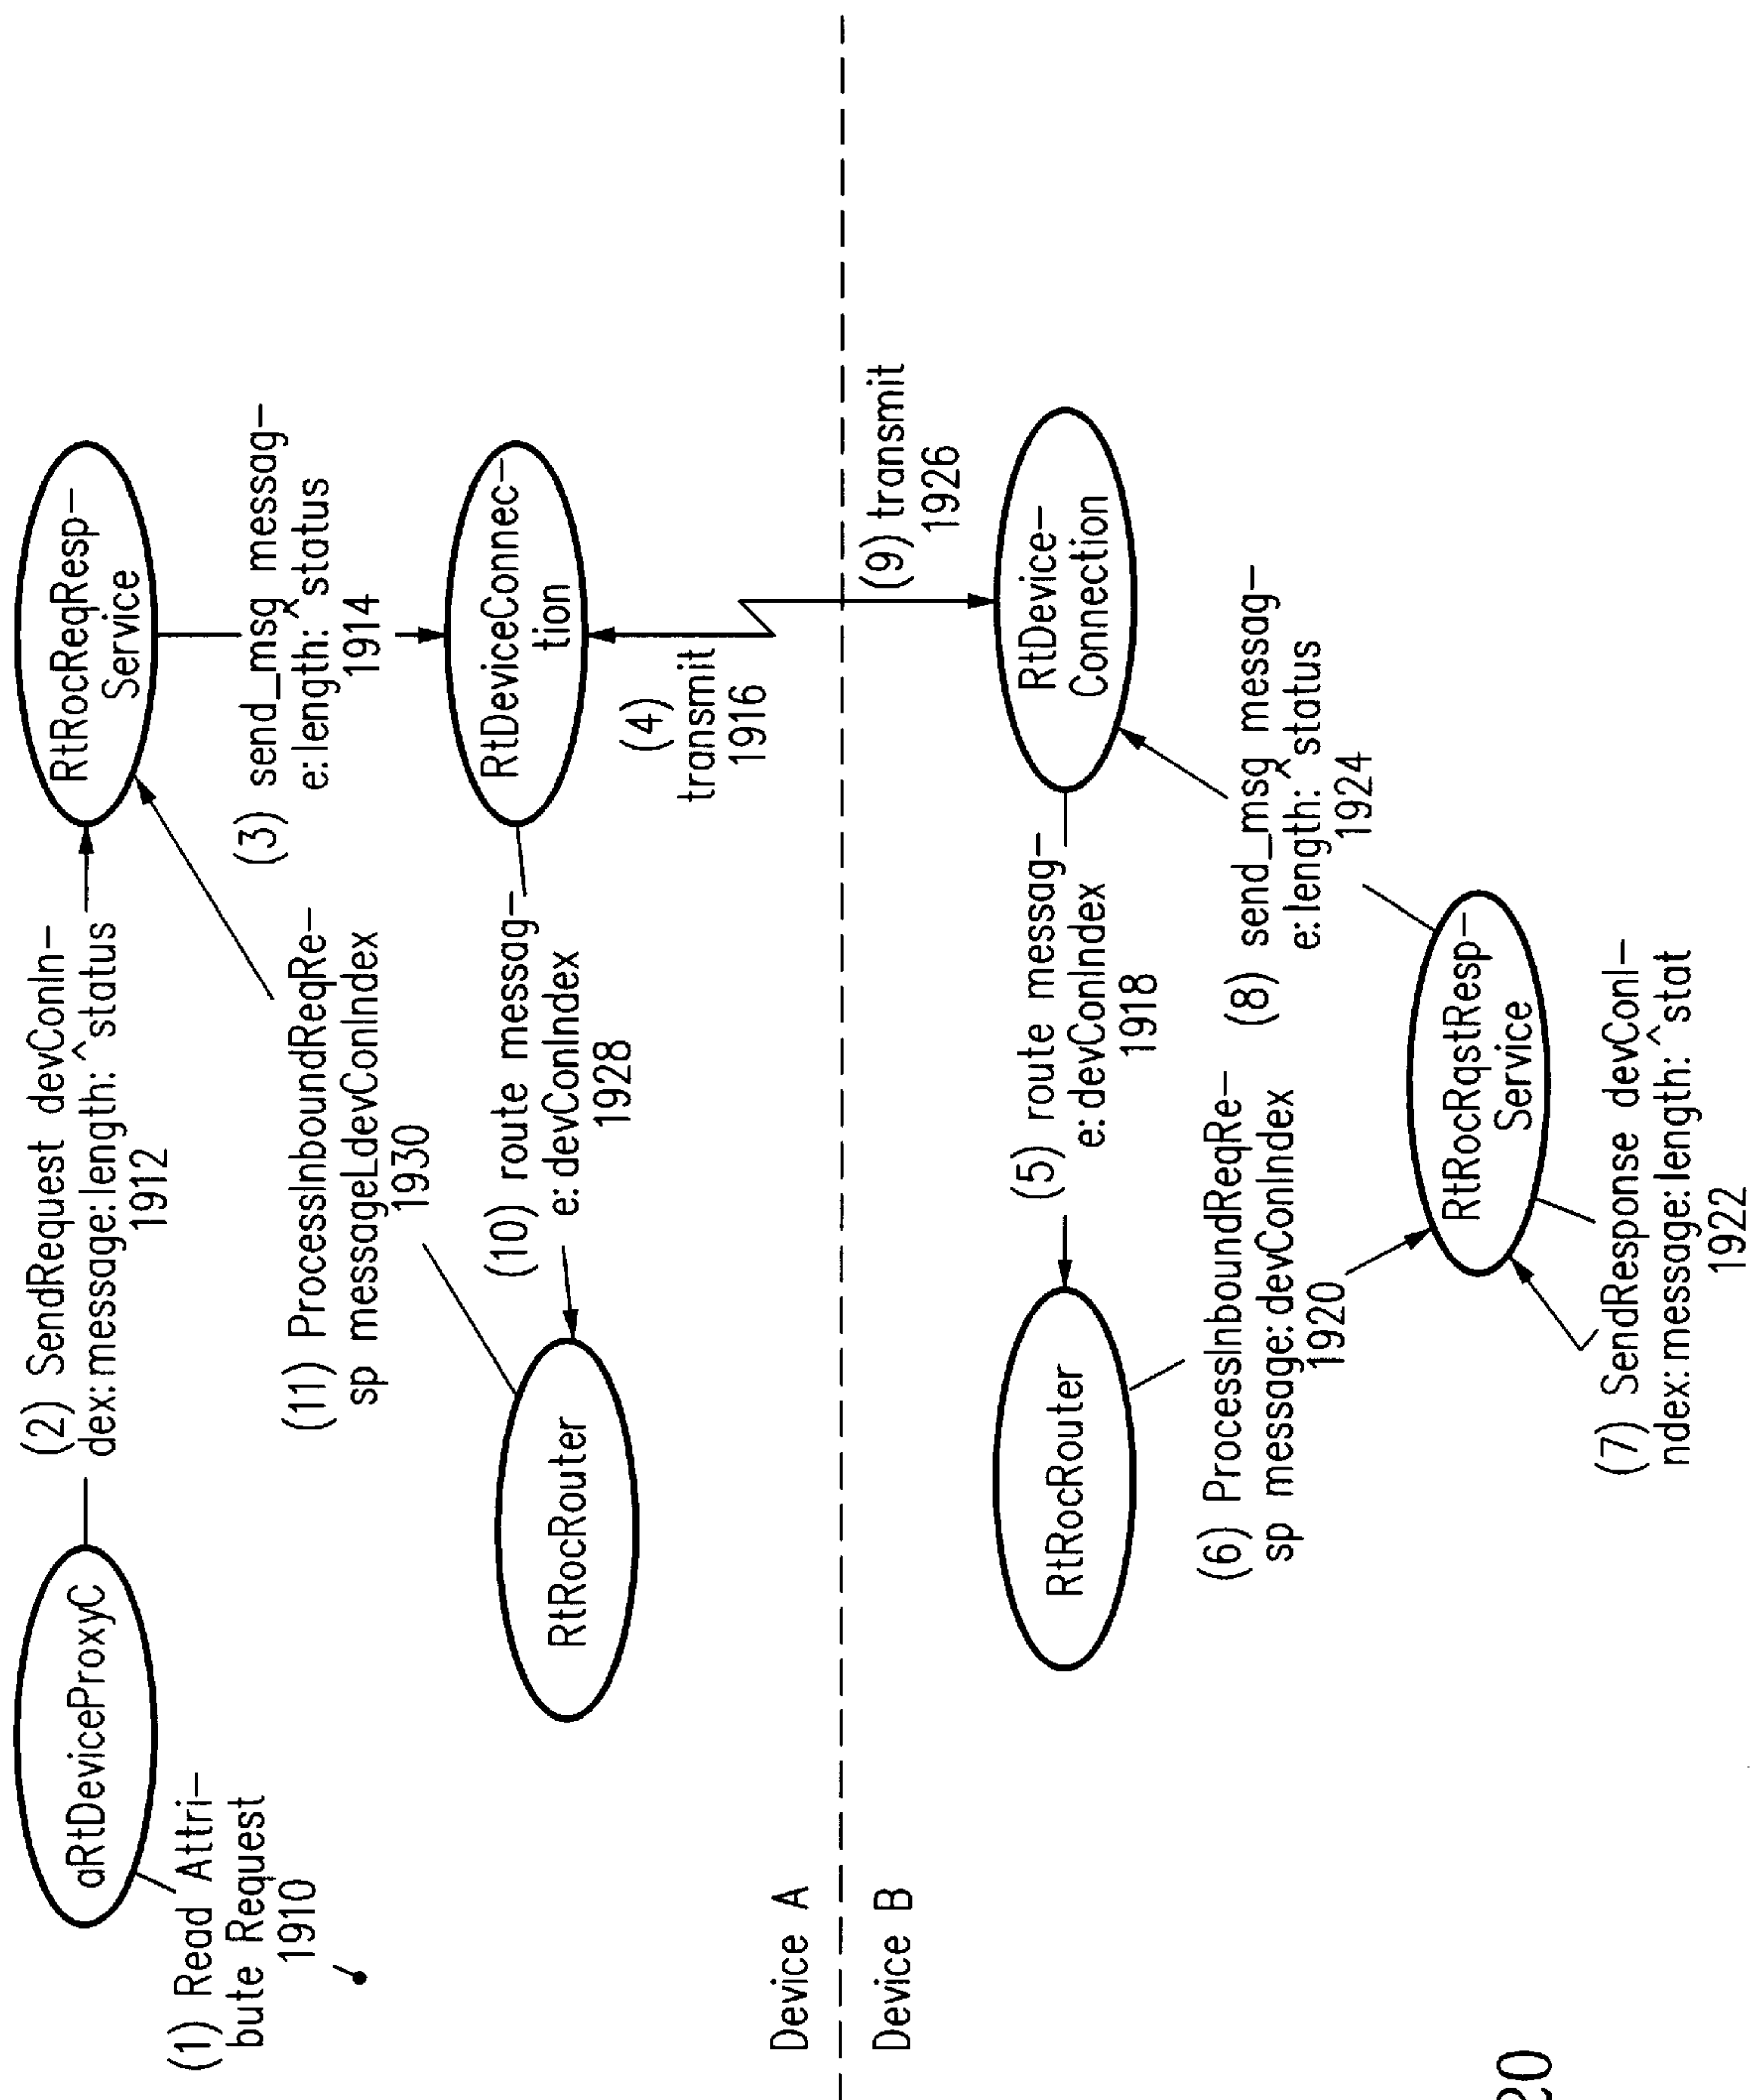 aRtDeviceProxyC
(1) Read Attri-
bute Request
1910
(2) SendRequest devConIn-
dex:message:length:^status
1912
RtRocReqResp-
Service
(3) send_msg messag-
e:length:^status
1914
(11) ProcessInboundReqRe-
sp messageLdevConIndex
1930
RtDeviceConnec-
tion
(10) route messag-
e:devConIndex
1928
RtRocRouter
(4)
transmit
1916
Device A
Device B
(9) transmit
1926
RtDevice-
Connection
(5) route messag-
e:devConIndex
1918
RtRocRouter
(6) ProcessInboundReqRe-
sp message:devConIndex
1920
(8) send_msg messag-
e:length:^status
1924
RtRocRqstResp-
Service
(7) SendResponse devConI-
ndex:message:length:^stat
1922
20